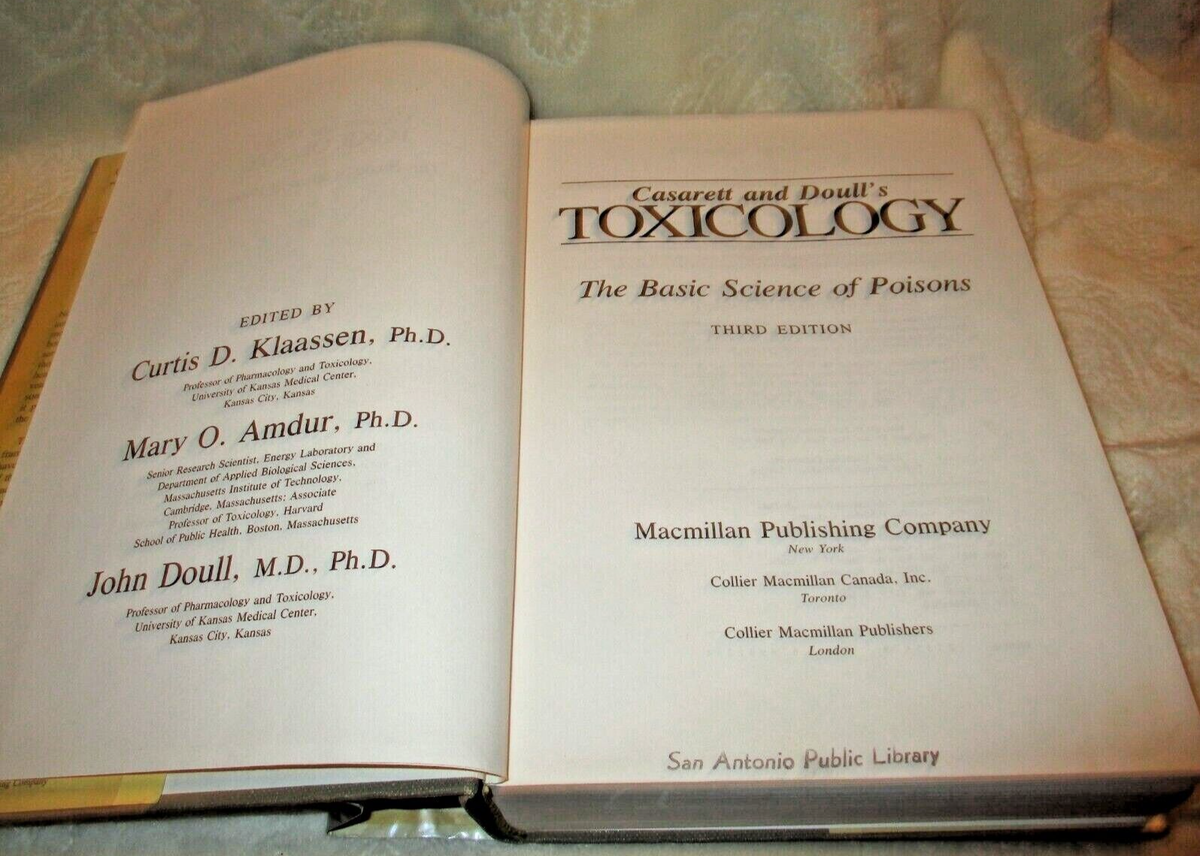 EDITED BY
Curtis D. Klaassen, Ph.D.
Professor of Pharmacology and Toxicology,
University of Kansas Medical Center,
Kansas City, Kansas
Mary O. Amdur, Ph.D.
Senior Research Scientist, Energy Laboratory and
Department of Applied Biological Sciences,
Massachusetts Institute of Technology,
Cambridge, Massachusetts; Associate
Professor of Toxicology, Harvard
School of Public Health, Boston, Massachusetts
John Doull, M.D., Ph.D.
Professor of Pharmacology and Toxicology,
University of Kansas Medical Center,
Kansas City, Kansas
Casarett and Doull's
TOXICOLOGY
The Basic Science of Poisons
THIRD EDITION
Macmillan Publishing Company
New York
Collier Macmillan Canada, Inc.
Toronto
Collier Macmillan Publishers
London
San Antonio Public Library
Company